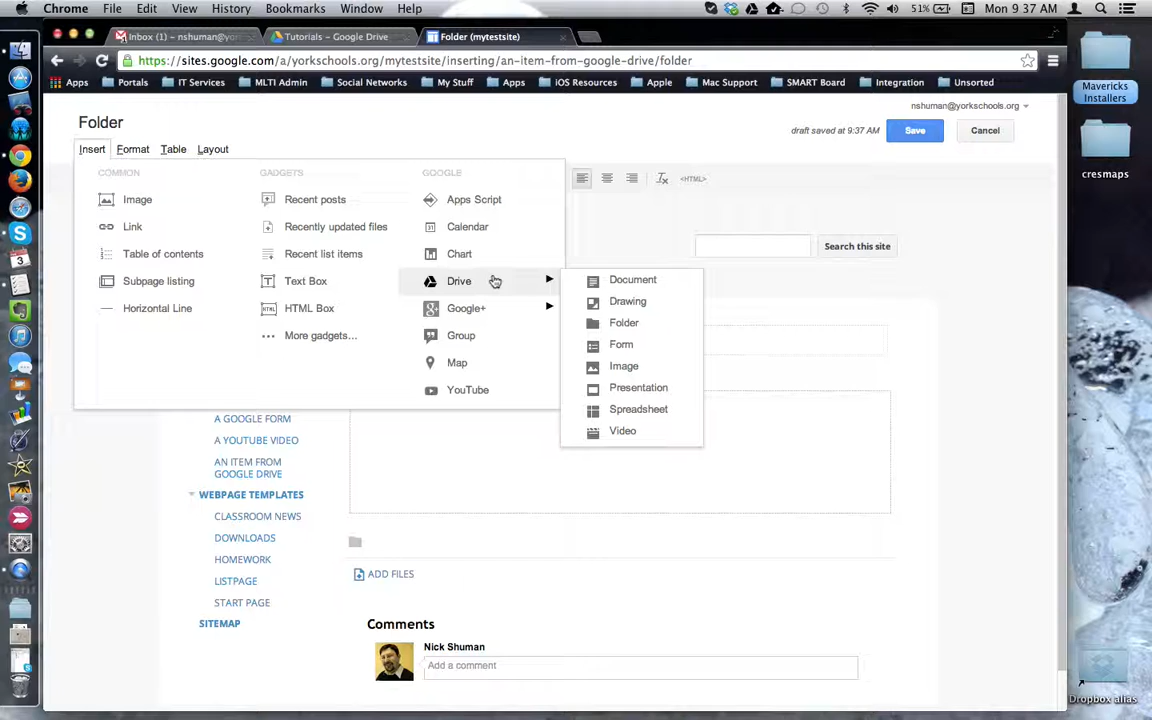 Chrome File Edit View History Bookmarks Window Help 51% Mon 9:37 AM
Inbox (1) – nshuman@yor
Tutorials – Google Drive
Folder (mytestsite)
https://sites.google.com/a/yorkschools.org/mytestsite/inserting/an-item-from-google-drive/folder
Apps Portals IT Services MLTI Admin Social Networks My Stuff Apps iOS Resources Apple Mac Support SMART Board Integration Unsorted
Mavericks
Installers
cresmaps
nshuman@yorkschools.org
Folder
draft saved at 9:37 AM Save Cancel
Insert Format Table Layout
COMMON GADGETS GOOGLE
<HTML>
Image Recent posts Apps Script
Link Recently updated files Calendar
Table of contents Recent list items Chart
Search this site
Subpage listing Text Box Drive
Horizontal Line HTML Box Google+
More gadgets... Group
Map
YouTube
Document
Drawing
Folder
Form
Image
Presentation
Spreadsheet
Video
A GOOGLE FORM
A YOUTUBE VIDEO
AN ITEM FROM
GOOGLE DRIVE
WEBPAGE TEMPLATES
CLASSROOM NEWS
DOWNLOADS
HOMEWORK
LISTPAGE
START PAGE
SITEMAP
ADD FILES
Comments
Nick Shuman
Add a comment
Dropbox alias